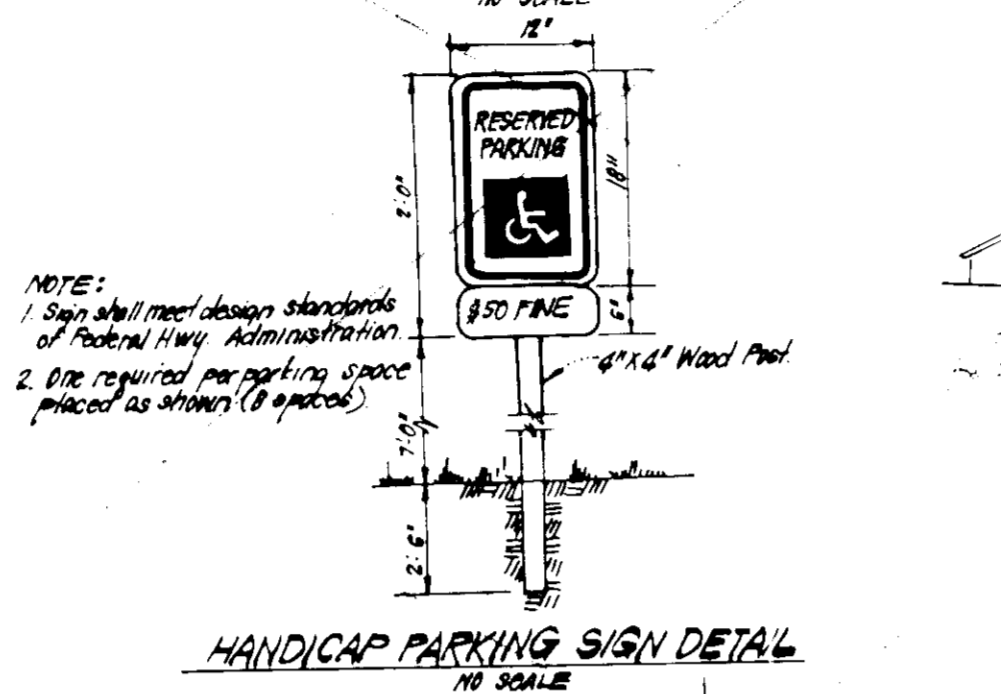 NO SCALE
12"
RESERVED
PARKING
2'-0"
18"
$50 FINE
6"
NOTE:
1. Sign shall meet design standards
of Federal Hwy. Administration.
2. One required per parking space
placed as shown (8 spaces).
4"x4" Wood Post.
7'-0"
2'-6"
HANDICAP PARKING SIGN DETAIL
NO SCALE